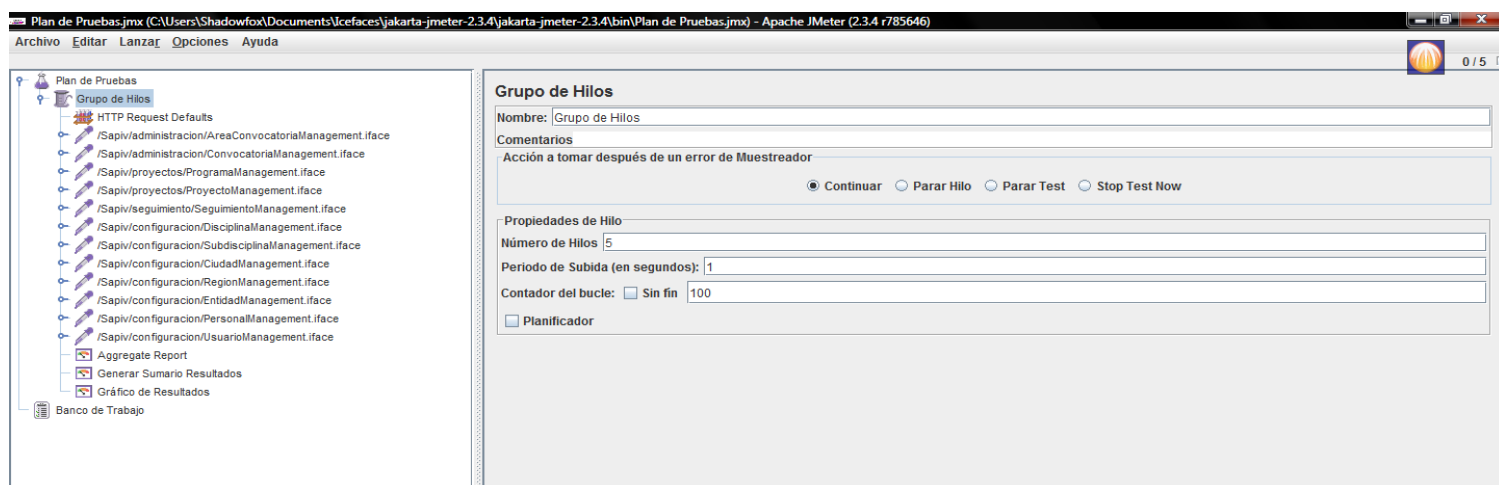 Plan de Pruebas.jmx (C:\Users\Shadowfox\Documents\Icefaces\jakarta-jmeter-2.3.4\jakarta-jmeter-2.3.4\bin\Plan de Pruebas.jmx) - Apache JMeter (2.3.4 r785646)
Archivo Editar Lanzar Opciones Ayuda
0 / 5
Plan de Pruebas
Grupo de Hilos
HTTP Request Defaults
/Sapiv/administracion/AreaConvocatoriaManagement.iface
/Sapiv/administracion/ConvocatoriaManagement.iface
/Sapiv/proyectos/ProgramaManagement.iface
/Sapiv/proyectos/ProyectoManagement.iface
/Sapiv/seguimiento/SeguimientoManagement.iface
/Sapiv/configuracion/DisciplinaManagement.iface
/Sapiv/configuracion/SubdisciplinaManagement.iface
/Sapiv/configuracion/CiudadManagement.iface
/Sapiv/configuracion/RegionManagement.iface
/Sapiv/configuracion/EntidadManagement.iface
/Sapiv/configuracion/PersonalManagement.iface
/Sapiv/configuracion/UsuarioManagement.iface
Aggregate Report
Generar Sumario Resultados
Gráfico de Resultados
Banco de Trabajo
Grupo de Hilos
Nombre: Grupo de Hilos
Comentarios
Acción a tomar después de un error de Muestreador
Continuar Parar Hilo Parar Test Stop Test Now
Propiedades de Hilo
Número de Hilos 5
Periodo de Subida (en segundos): 1
Contador del bucle: Sin fin 100
Planificador